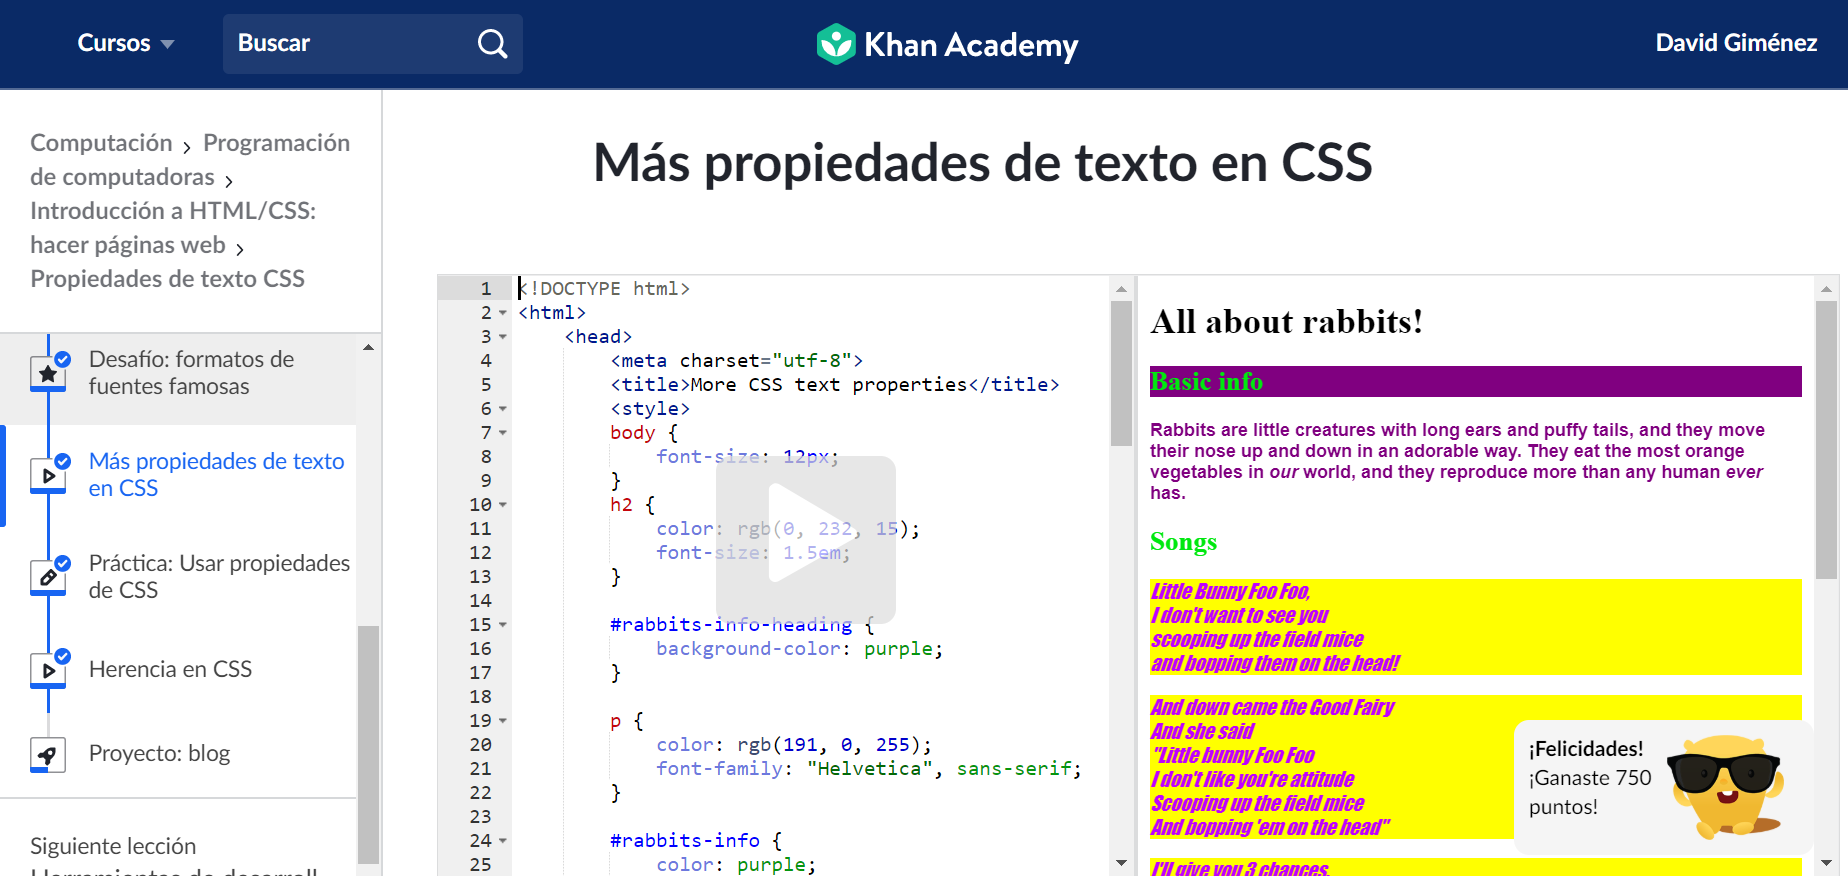 Cursos
Buscar
Khan Academy
David Giménez
Computación › Programación
de computadoras ›
Introducción a HTML/CSS:
hacer páginas web ›
Propiedades de texto CSS
Desafío: formatos de
fuentes famosas
Más propiedades de texto
en CSS
Práctica: Usar propiedades
de CSS
Herencia en CSS
Proyecto: blog
Siguiente lección
Más propiedades de texto en CSS
1 <!DOCTYPE html>
2 <html>
3 <head>
4 <meta charset="utf-8">
5 <title>More CSS text properties</title>
6 <style>
7 body {
8 font-size: 12px;
9 }
10 h2 {
11 color: rgb(0, 232, 15);
12 font-size: 1.5em;
13 }
14
15 #rabbits-info-heading {
16 background-color: purple;
17 }
18
19 p {
20 color: rgb(191, 0, 255);
21 font-family: "Helvetica", sans-serif;
22 }
23
24 #rabbits-info {
25 color: purple;
All about rabbits!
Basic info
Rabbits are little creatures with long ears and puffy tails, and they move
their nose up and down in an adorable way. They eat the most orange
vegetables in our world, and they reproduce more than any human ever
has.
Songs
Little Bunny Foo Foo,
I don't want to see you
scooping up the field mice
and bopping them on the head!
And down came the Good Fairy
And she said
"Little bunny Foo Foo
I don't like you're attitude
Scooping up the field mice
And bopping 'em on the head"
I'll give you 3 chances,
¡Felicidades!
¡Ganaste 750
puntos!